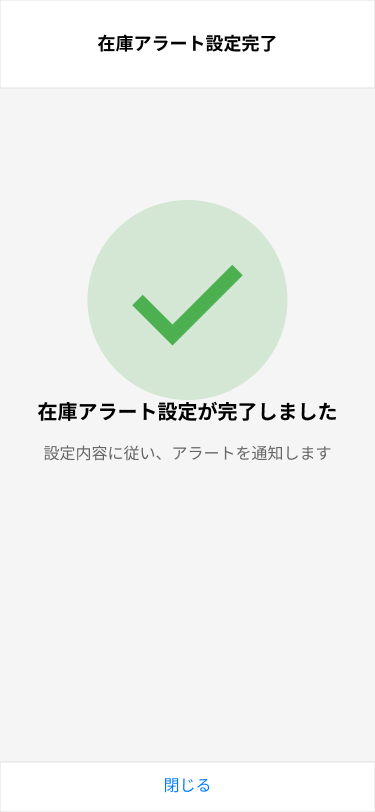 在庫アラート設定完了
在庫アラート設定が完了しました
設定内容に従い、アラートを通知します
閉じる